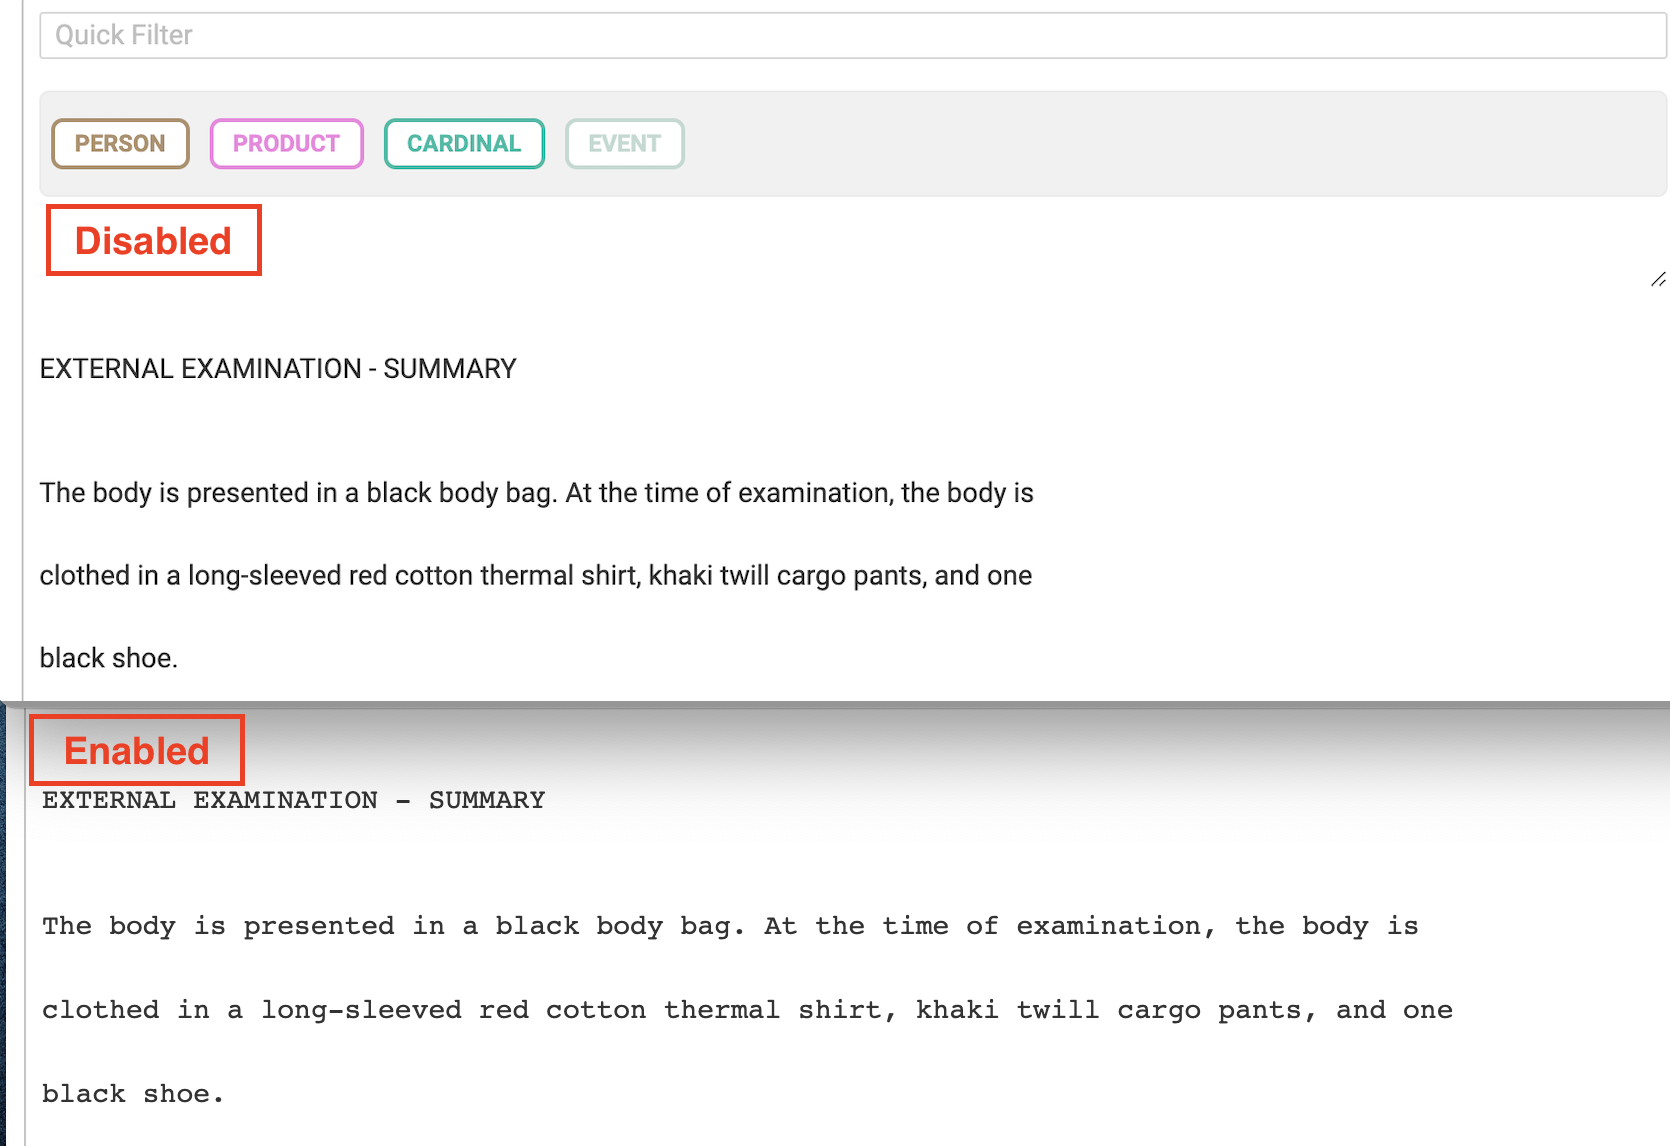 Quick Filter
PERSON PRODUCT CARDINAL EVENT
Disabled
EXTERNAL EXAMINATION - SUMMARY
The body is presented in a black body bag. At the time of examination, the body is
clothed in a long-sleeved red cotton thermal shirt, khaki twill cargo pants, and one
black shoe.
Enabled
EXTERNAL EXAMINATION - SUMMARY
The body is presented in a black body bag. At the time of examination, the body is
clothed in a long-sleeved red cotton thermal shirt, khaki twill cargo pants, and one
black shoe.